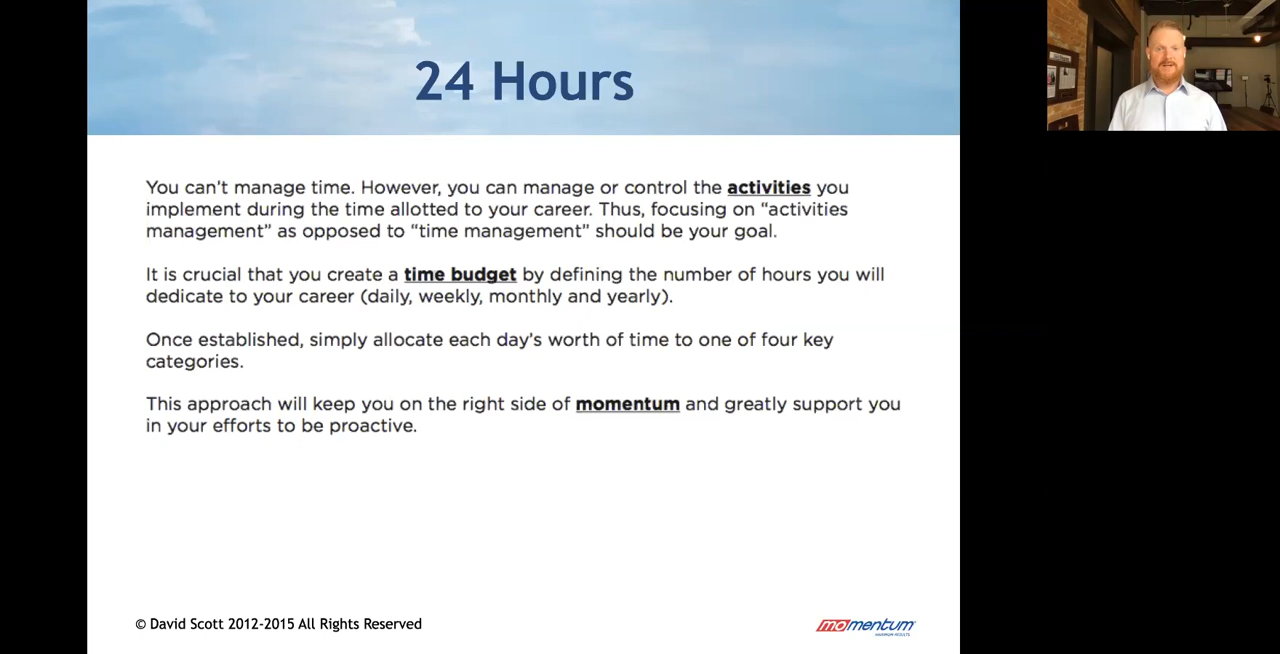 24 Hours
You can’t manage time. However, you can manage or control the activities you
implement during the time allotted to your career. Thus, focusing on “activities
management” as opposed to “time management” should be your goal.
It is crucial that you create a time budget by defining the number of hours you will
dedicate to your career (daily, weekly, monthly and yearly).
Once established, simply allocate each day’s worth of time to one of four key
categories.
This approach will keep you on the right side of momentum and greatly support you
in your efforts to be proactive.
© David Scott 2012-2015 All Rights Reserved
momentum
MAXIMUM RESULTS